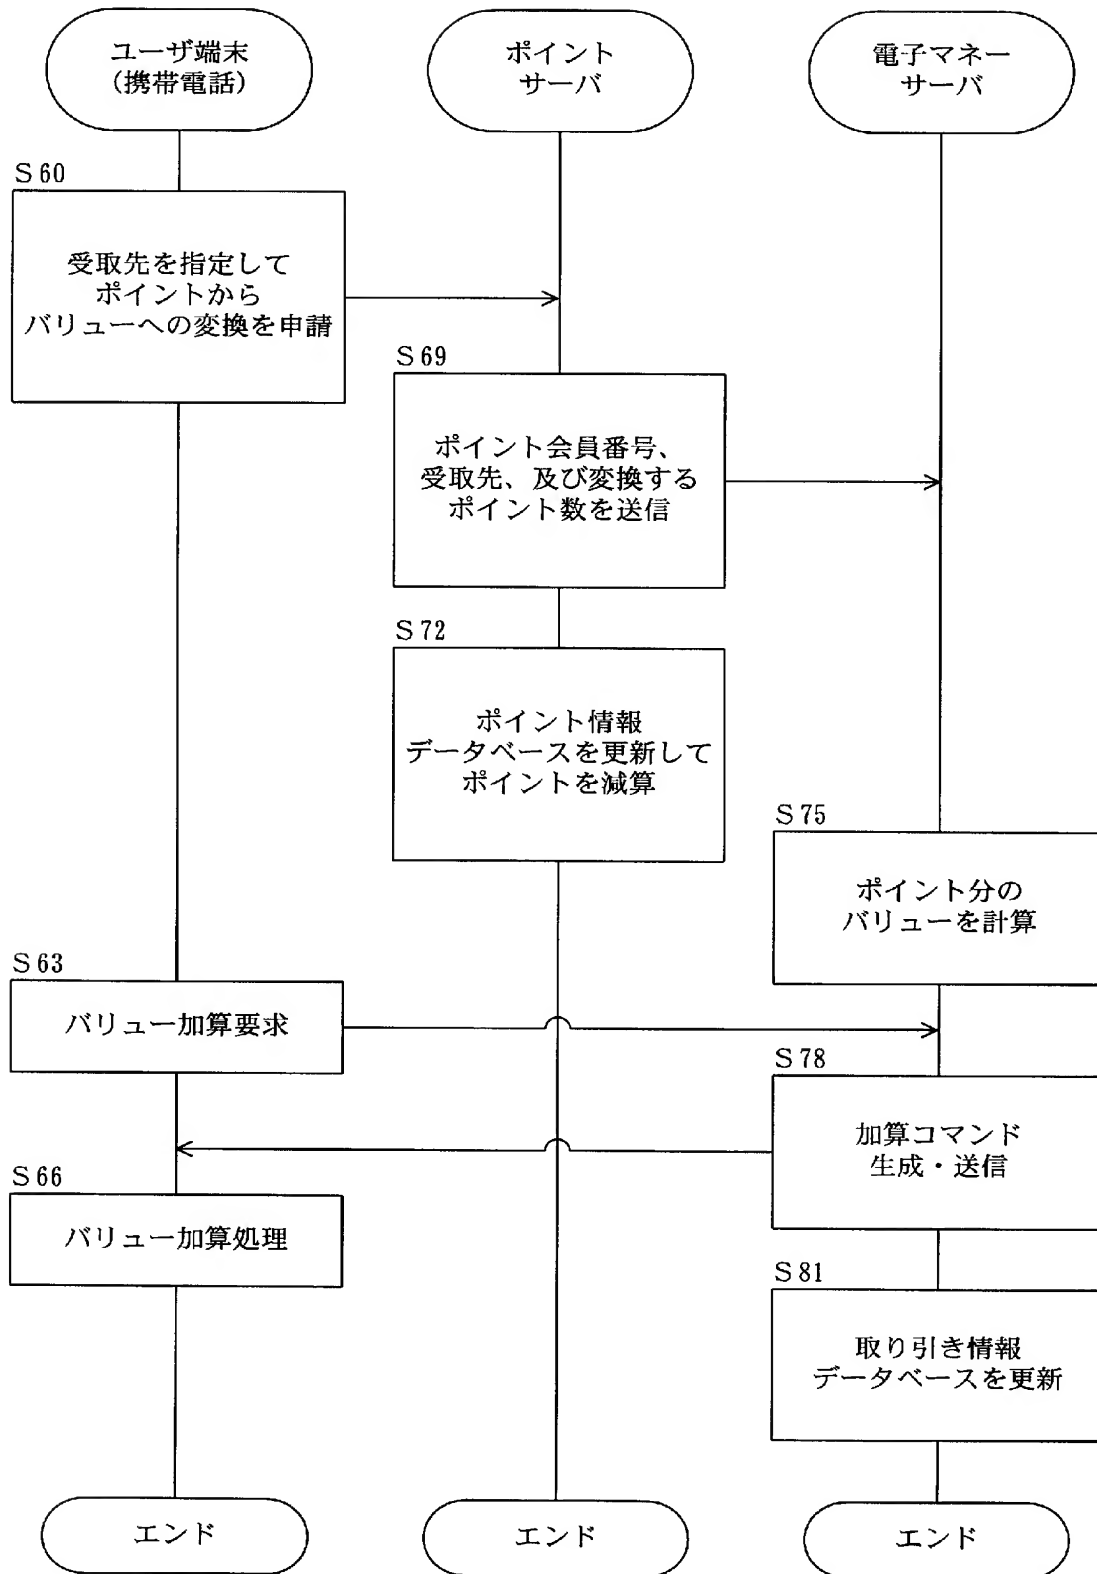 ユーザ端末
(携帯電話)
ポイント
サーバ
電子マネー
サーバ
S60
受取先を指定して
ポイントから
バリューへの変換を申請
S69
ポイント会員番号、
受取先、及び変換する
ポイント数を送信
S72
ポイント情報
データベースを更新して
ポイントを減算
S75
ポイント分の
バリューを計算
S63
バリュー加算要求
S78
加算コマンド
生成・送信
S66
バリュー加算処理
S81
取り引き情報
データベースを更新
エンド
エンド
エンド